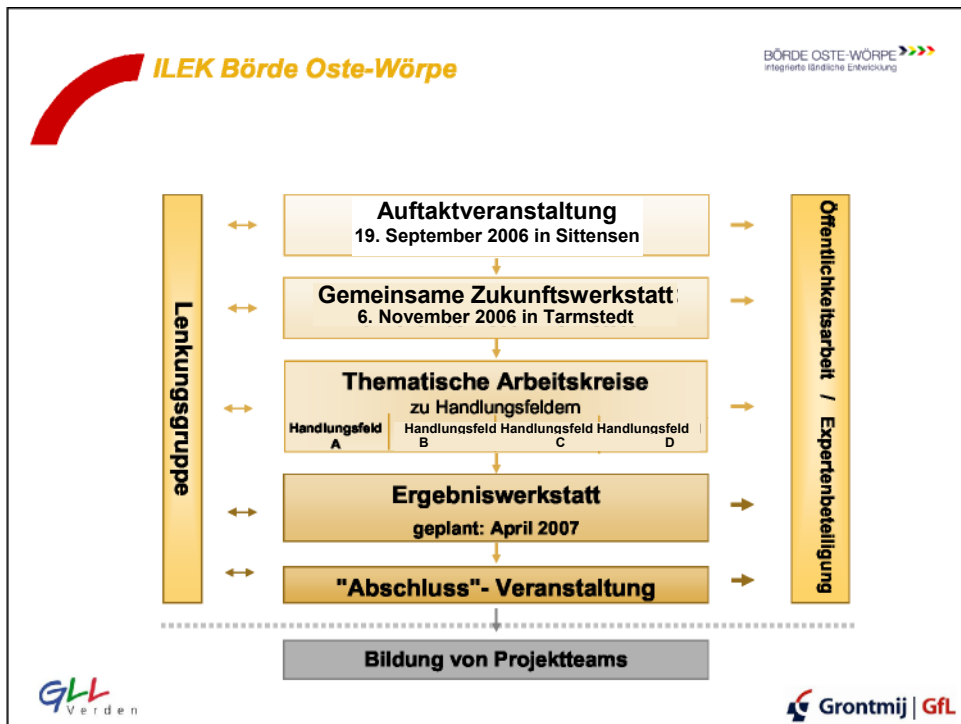 ILEK Börde Oste-Wörpe
BÖRDE OSTE-WÖRPE
integrierte ländliche Entwicklung
Lenkungsgruppe
Auftaktveranstaltung
19. September 2006 in Sittensen
Gemeinsame Zukunftswerkstatt:
6. November 2006 in Tarmstedt
Thematische Arbeitskreise
zu Handlungsfeldern
Handlungsfeld A
Handlungsfeld B
Handlungsfeld C
Handlungsfeld D
Ergebniswerkstatt
geplant: April 2007
"Abschluss"- Veranstaltung
Öffentlichkeitsarbeit / Expertenbeteiligung
Bildung von Projektteams
GLL
Verden
Grontmij | GfL